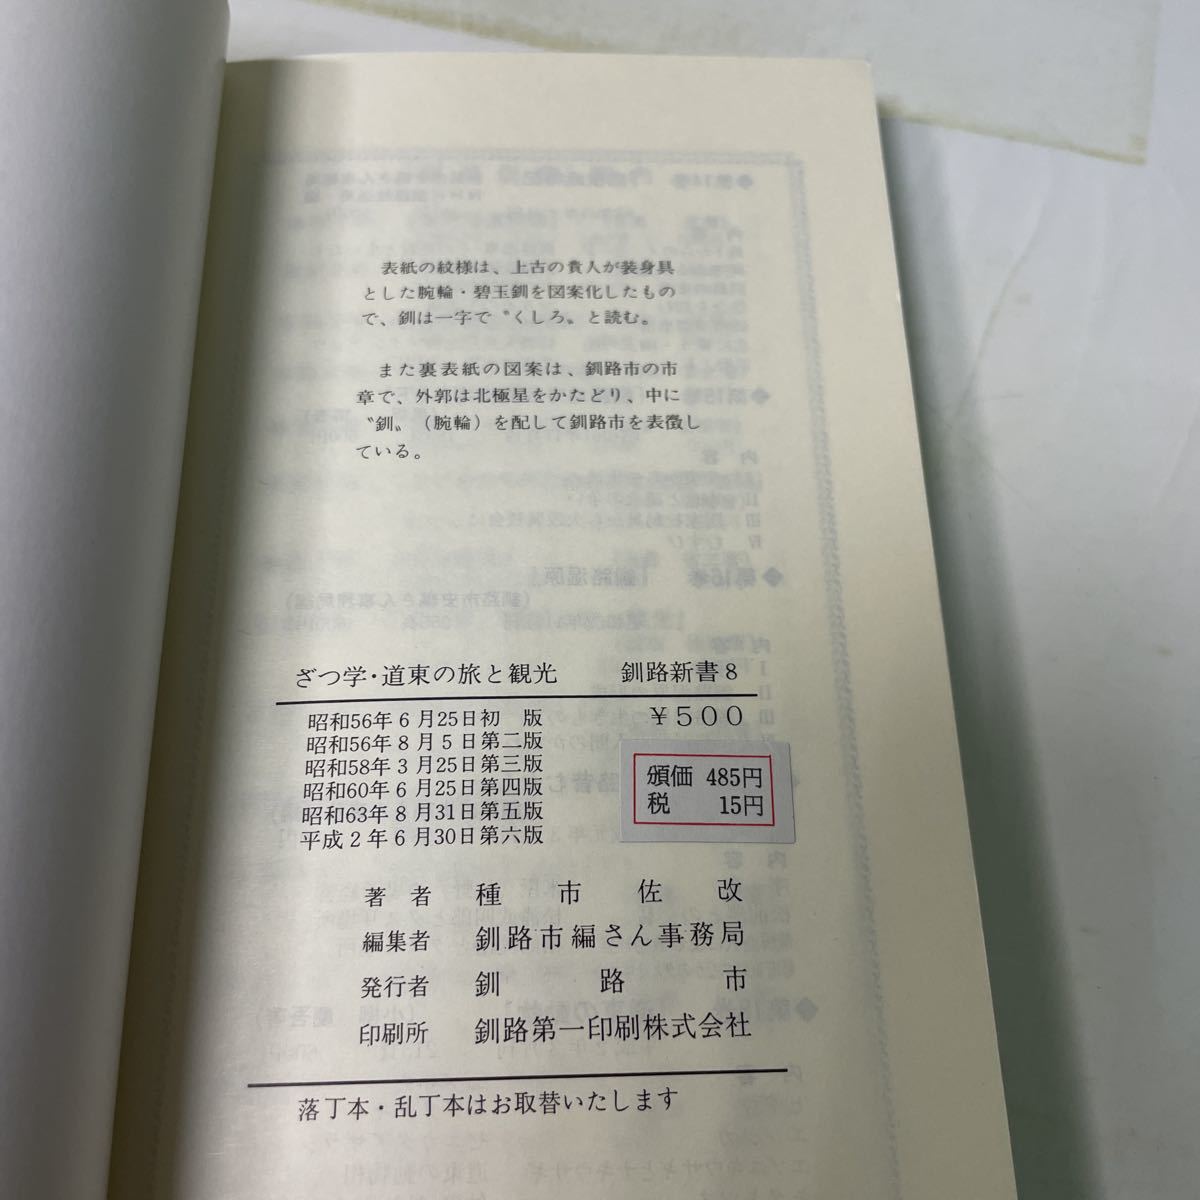 表紙の紋様は、上古の貴人が装身具
とした腕輪・碧玉釧を図案化したもの
で、釧は一字で〝くしろ〟と読む。
また裏表紙の図案は、釧路市の市
章で、外郭は北極星をかたどり、中に
〝釧〟（腕輪）を配して釧路市を表徴し
ている。
ざつ学・道東の旅と観光　釧路新書8
昭和56年6月25日初　版　￥500
昭和56年8月5日第二版
昭和58年3月25日第三版
昭和60年6月25日第四版
昭和63年8月31日第五版
平成2年6月30日第六版
頒価 485円
税 15円
著　者　種　市　佐　改
編集者　釧路市編さん事務局
発行者　釧　路　市
印刷所　釧路第一印刷株式会社
落丁本・乱丁本はお取替いたします